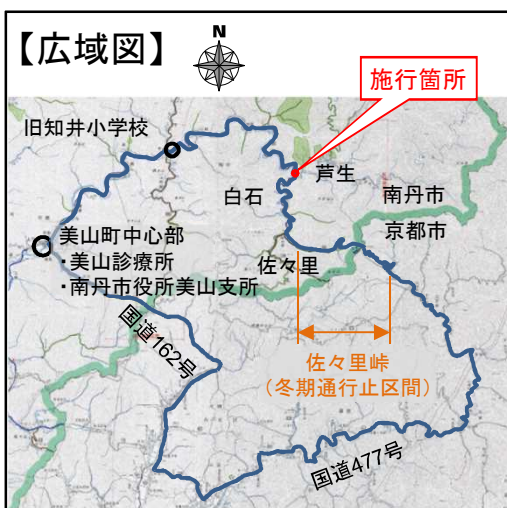 【広域図】
N
施行箇所
旧知井小学校
芦生
白石
南丹市
京都市
美山町中心部
・美山診療所
・南丹市役所美山支所
佐々里
国道162号
佐々里峠
（冬期通行止区間）
国道477号